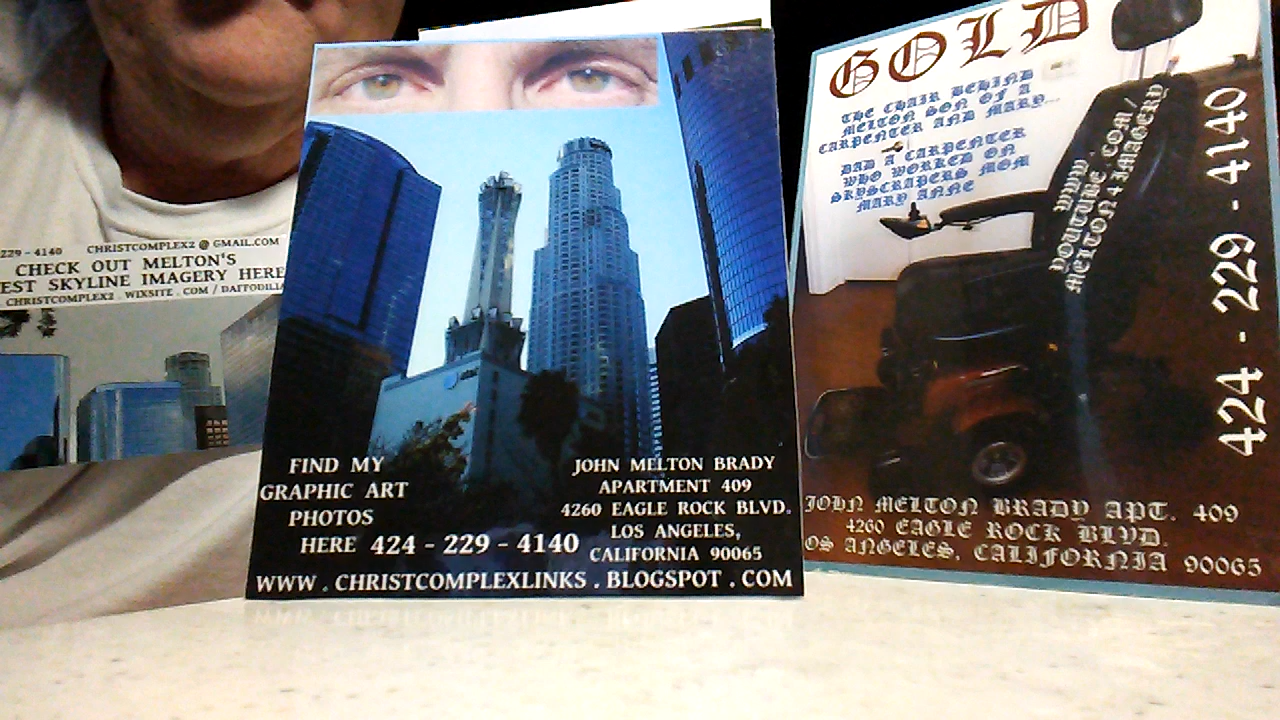 229 - 4140 CHRISTCOMPLEX2 @ GMAIL.COM
CHECK OUT MELTON'S
EST SKYLINE IMAGERY HERE
CHRISTCOMPLEX2 . WIXSITE . COM / DAFFODILL
FIND MY
GRAPHIC ART
PHOTOS
HERE 424 - 229 - 4140
JOHN MELTON BRADY
APARTMENT 409
4260 EAGLE ROCK BLVD.
LOS ANGELES,
CALIFORNIA 90065
WWW . CHRISTCOMPLEXLINKS . BLOGSPOT . COM
GOLD
THE CHAIR BEHIND
MELTON SON OF A
CARPENTER AND MARY...
DAD A CARPENTER
WHO WORKED ON
SKYSCRAPERS MOM
MARY ANNE
WWW .
YOUTUBE . COM /
MELTON4IMAGERY
424 - 229 - 4140
JOHN MELTON BRADY APT. 409
4260 EAGLE ROCK BLVD.
OS ANGELES, CALIFORNIA 90065